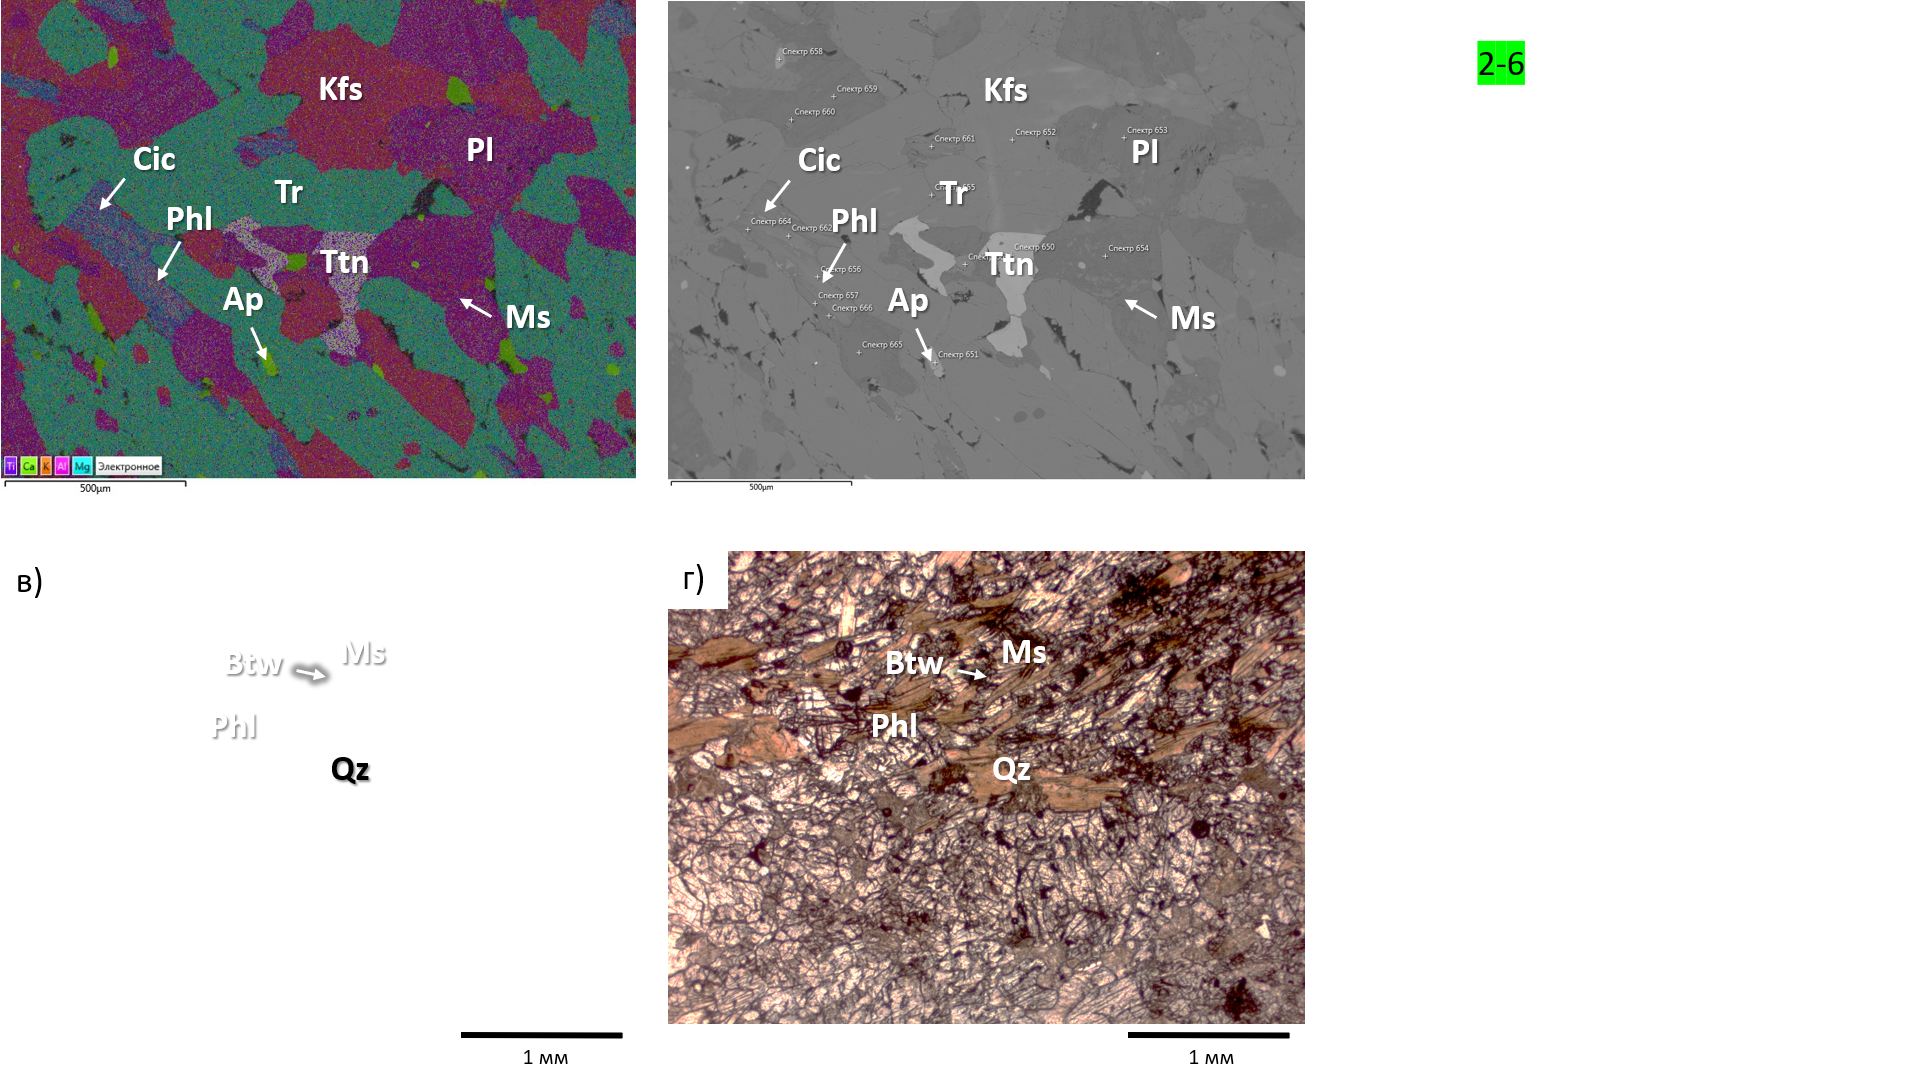 Kfs
Pl
Cic
Tr
Phl
Ttn
Ap
Ms
Ti Ca K Al Mg Электронное
500µm
Спектр 658
Kfs
Спектр 659
Спектр 660
Спектр 661
Спектр 652
Спектр 653
Pl
Cic
Tr
Спектр 664
Phl
Спектр 662
Спектр 650
Спектр 654
Ttn
Спектр 657
Ap
Спектр 666
Ms
Спектр 665
Спектр 651
500µm
2-6
в)
Btw
Ms
Phl
Qz
1 мм
г)
Btw
Ms
Phl
Qz
1 мм